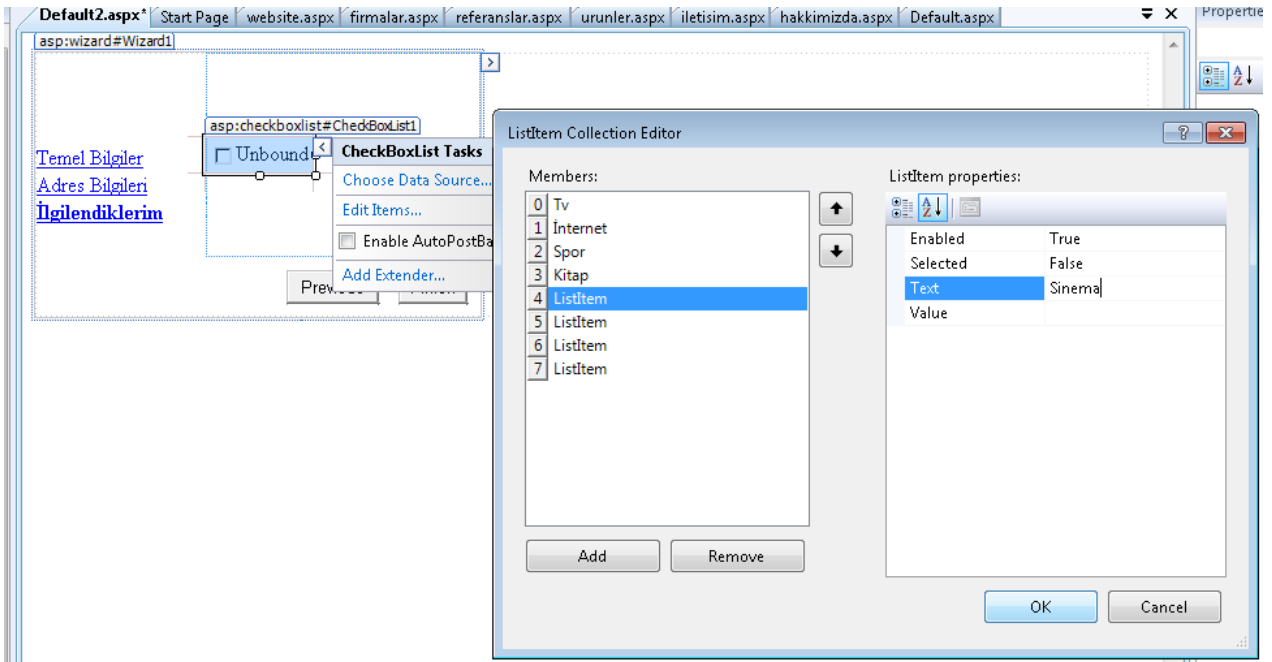 Default2.aspx* Start Page website.aspx firmalar.aspx referanslar.aspx urunler.aspx iletisim.aspx hakkimizda.aspx Default.aspx
asp:wizard#Wizard1
asp:checkboxlist#CheckBoxList1
Unbound
Temel Bilgiler
Adres Bilgileri
İlgilendiklerim
CheckBoxList Tasks
Choose Data Source...
Edit Items...
Enable AutoPostBa
Add Extender...
ListItem Collection Editor
Members:
0 Tv
1 İnternet
2 Spor
3 Kitap
4 ListItem
5 ListItem
6 ListItem
7 ListItem
Add Remove
ListItem properties:
Enabled True
Selected False
Text Sinema
Value
OK Cancel